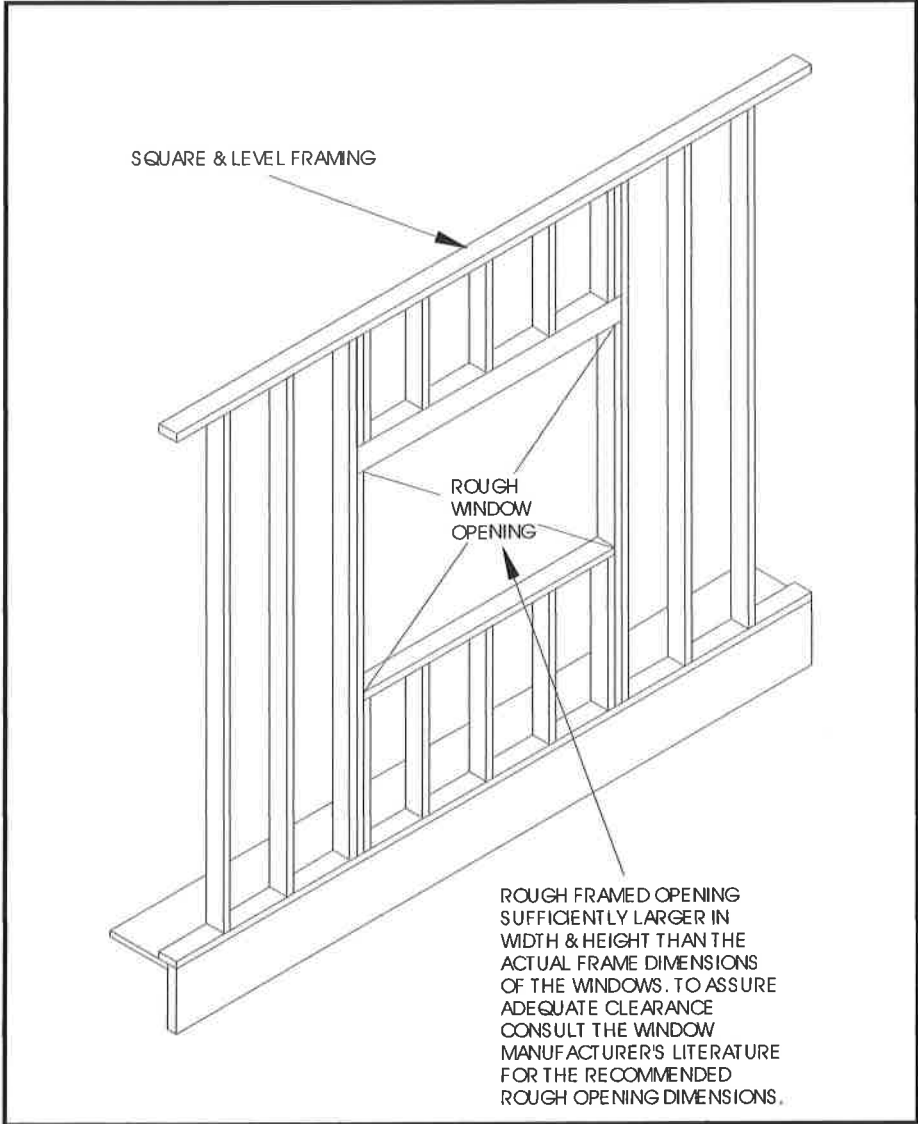 SQUARE & LEVEL FRAMING
ROUGH
WINDOW
OPENING
ROUGH FRAMED OPENING
SUFFICIENTLY LARGER IN
WIDTH & HEIGHT THAN THE
ACTUAL FRAME DIMENSIONS
OF THE WINDOWS. TO ASSURE
ADEQUATE CLEARANCE
CONSULT THE WINDOW
MANUFACTURER'S LITERATURE
FOR THE RECOMMENDED
ROUGH OPENING DIMENSIONS.